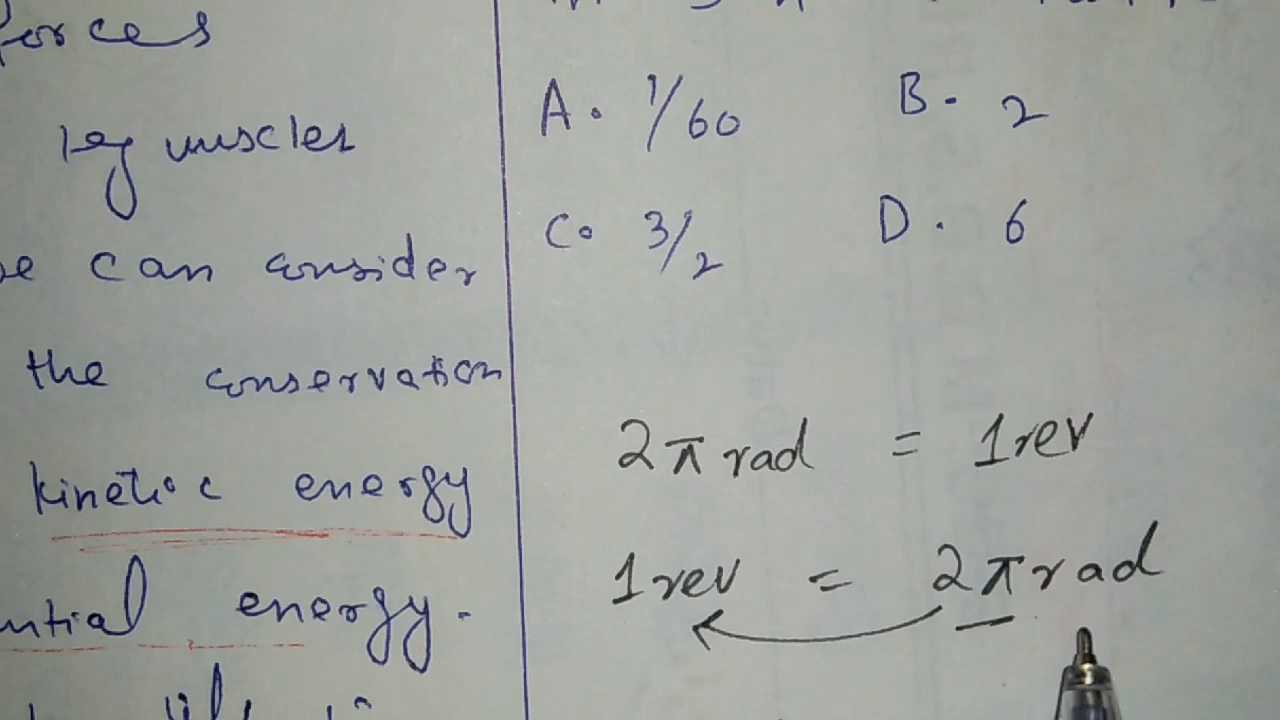 forces
leg muscles
can consider
the conservation
kinetic energy
energy.
A. 1/60 B. 2
C. 3/2 D. 6
2π rad = 1rev
1rev = 2π rad